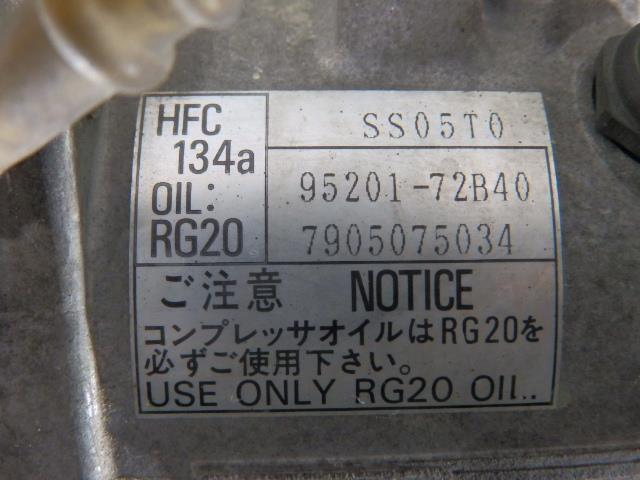 HFC
134a
OIL:
RG20
SS05T0
95201-72B40
7905075034
ご注意 NOTICE
コンプレッサオイルはRG20を
必ずご使用下さい。
USE ONLY RG20 OIL..